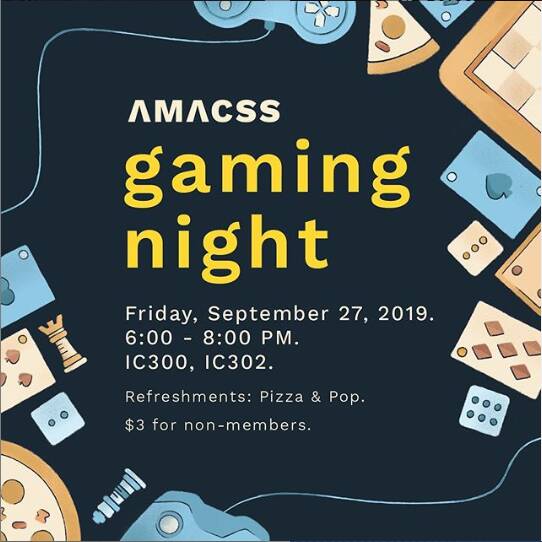 AMACSS
gaming
night
Friday, September 27, 2019.
6:00 - 8:00 PM.
IC300, IC302.
Refreshments: Pizza & Pop.
$3 for non-members.